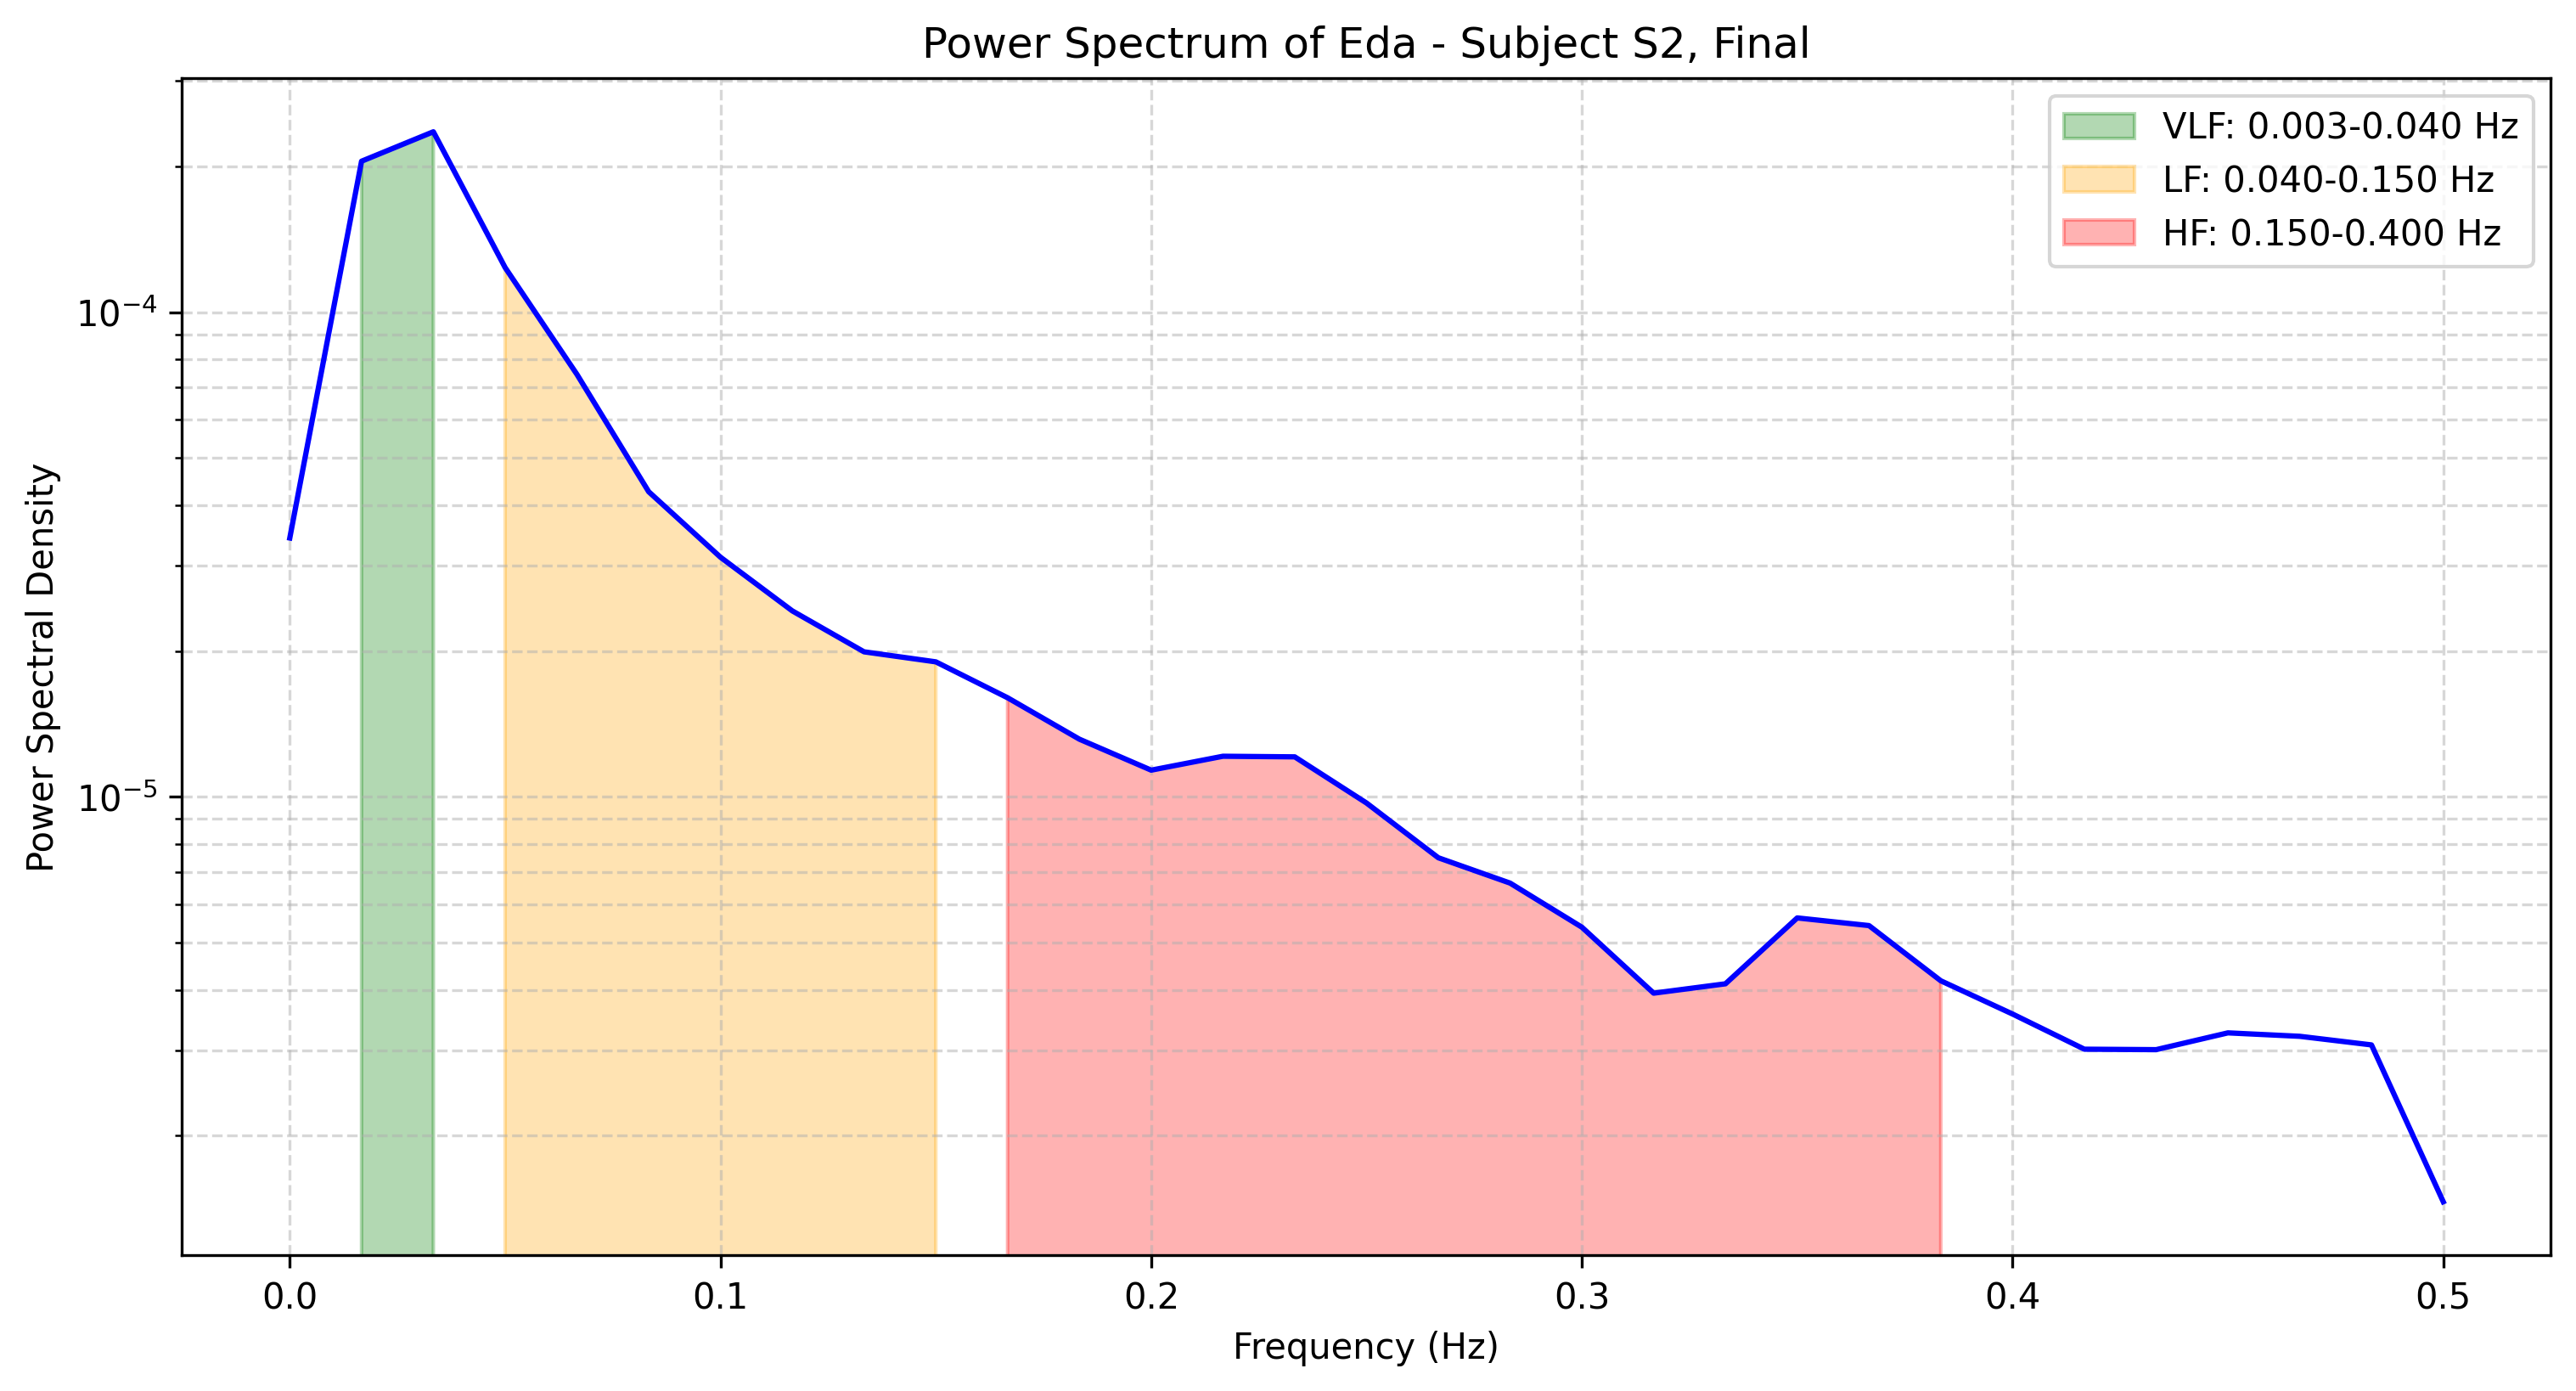 Power Spectrum of Eda - Subject S2, Final
VLF: 0.003-0.040 Hz
LF: 0.040-0.150 Hz
HF: 0.150-0.400 Hz
Power Spectral Density
10⁻⁴
10⁻⁵
0.0 0.1 0.2 0.3 0.4 0.5
Frequency (Hz)